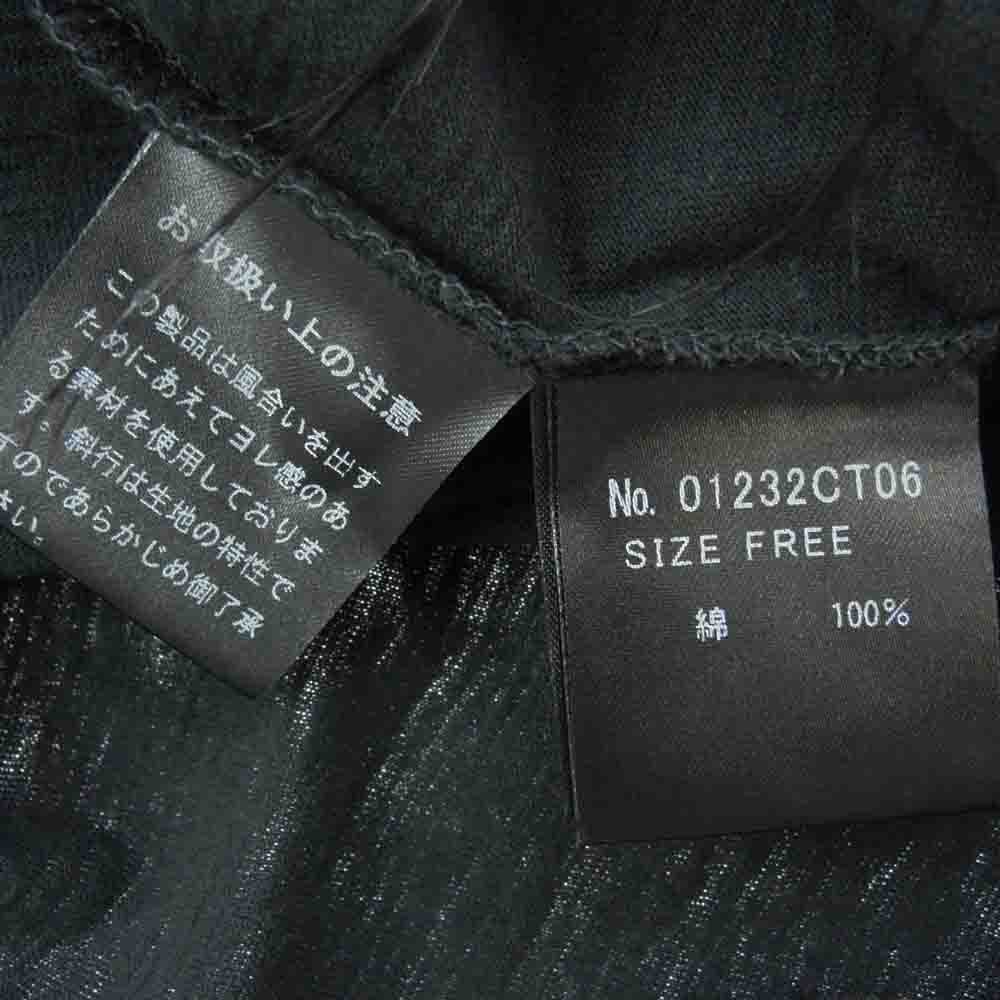 お取扱い上の注意
この製品は風合いを出す
ためにあえてヨレ感のあ
る素材を使用しておりま
す。斜行は生地の特性で
すのであらかじめ御了承
さい。
No. 01232CT06
SIZE FREE
綿 100%